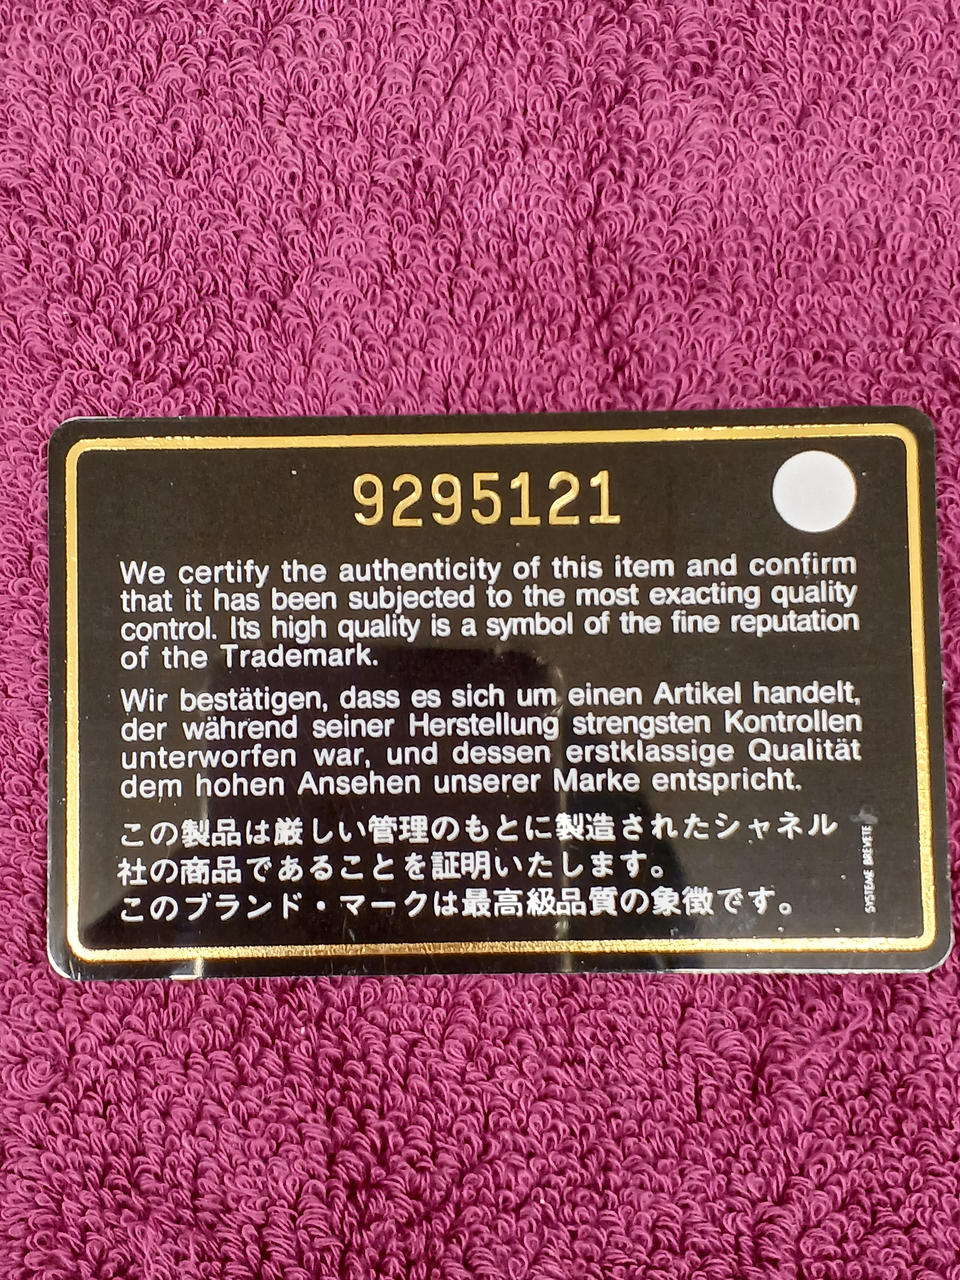 9295121
We certify the authenticity of this item and confirm
that it has been subjected to the most exacting quality
control. Its high quality is a symbol of the fine reputation
of the Trademark.
Wir bestätigen, dass es sich um einen Artikel handelt,
der während seiner Herstellung strengsten Kontrollen
unterworfen war, und dessen erstklassige Qualität
dem hohen Ansehen unserer Marke entspricht.
この製品は厳しい管理のもとに製造されたシャネル
社の商品であることを証明いたします。
このブランド・マークは最高級品質の象徴です。
SYSTEME BREVETE